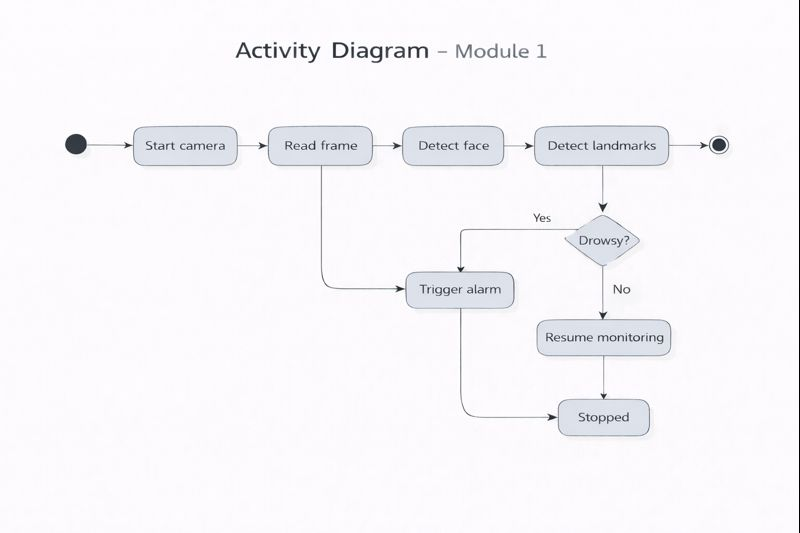 Activity Diagram – Module 1
Start camera
Read frame
Detect face
Detect landmarks
Yes
Drowsy?
Trigger alarm
No
Resume monitoring
Stopped